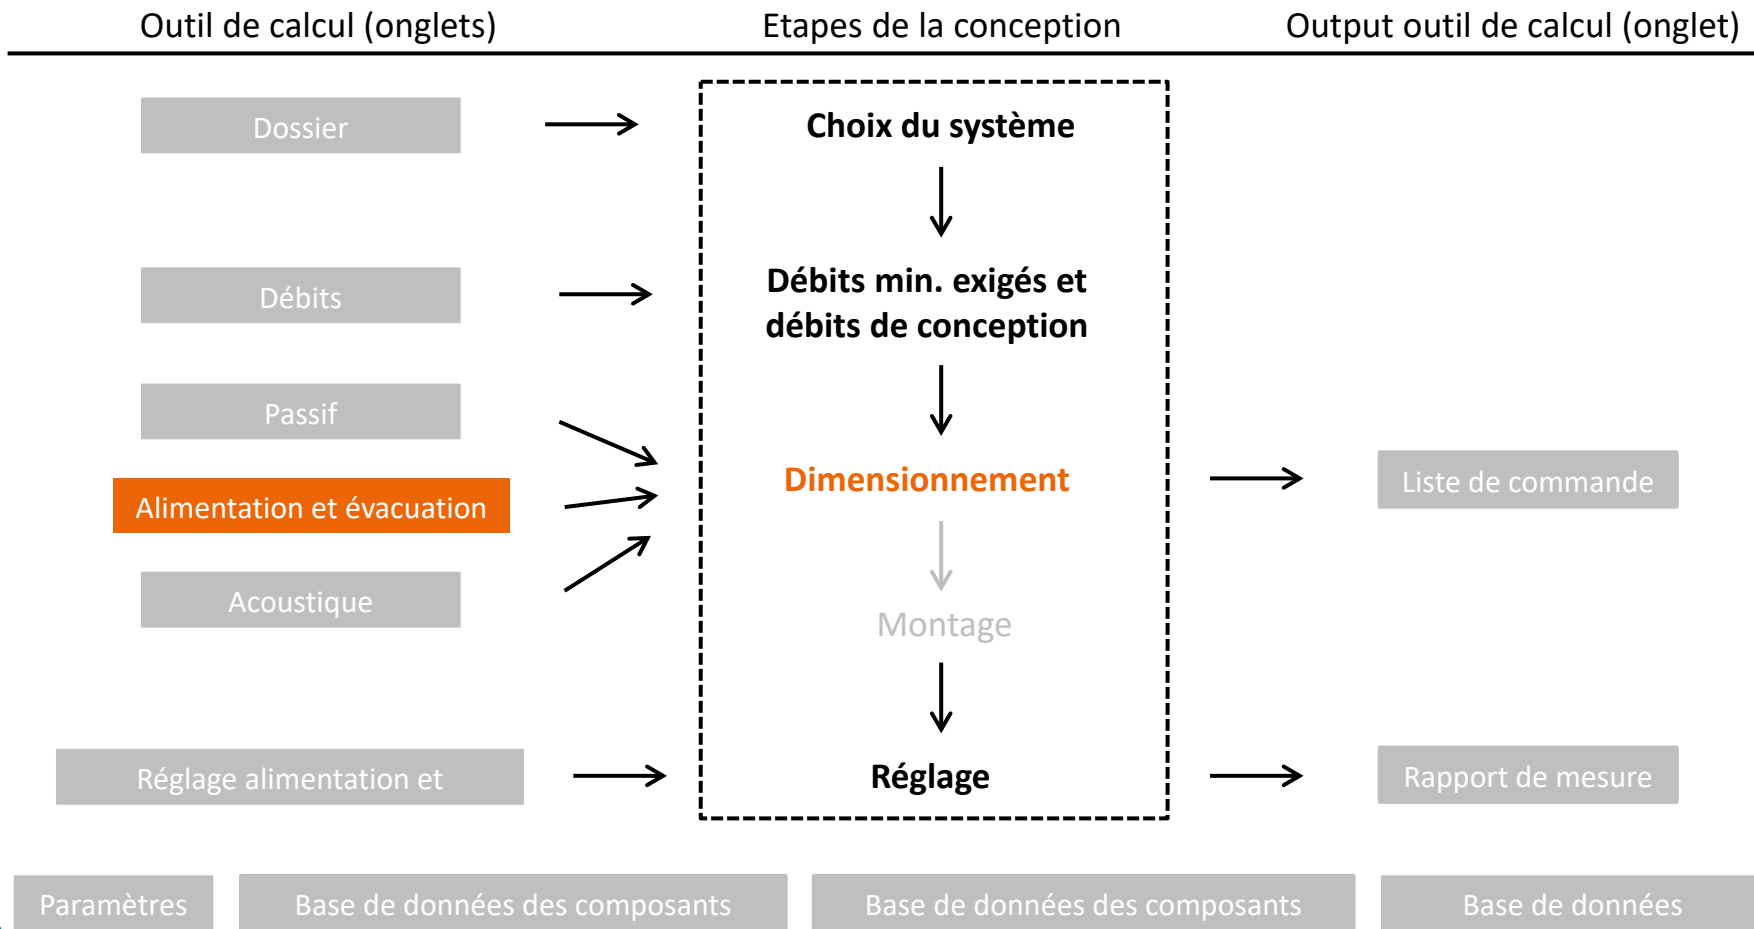 Outil de calcul (onglets)
Etapes de la conception
Output outil de calcul (onglet)
Dossier
Choix du système
Débits
Débits min. exigés et
débits de conception
Passif
Alimentation et évacuation
Dimensionnement
Liste de commande
Acoustique
Montage
Réglage alimentation et
Réglage
Rapport de mesure
Paramètres
Base de données des composants
Base de données des composants
Base de données